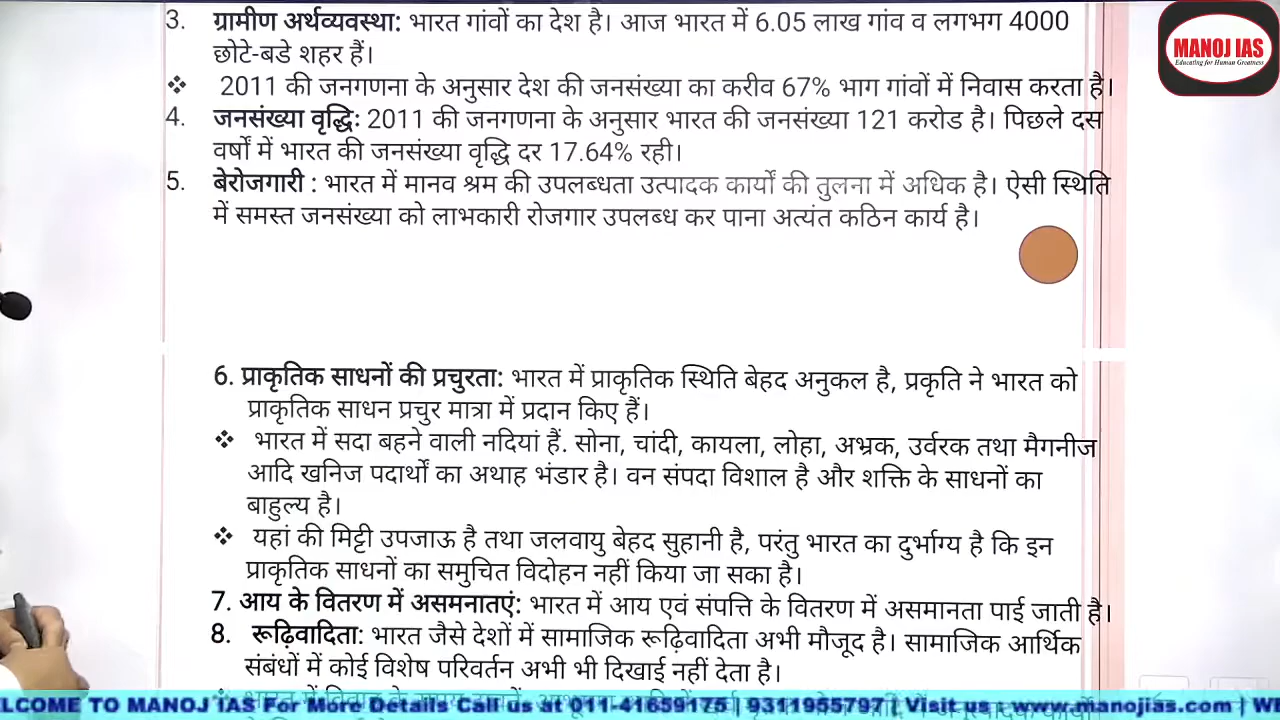 3. ग्रामीण अर्थव्यवस्था: भारत गांवों का देश है। आज भारत में 6.05 लाख गांव व लगभग 4000
छोटे-बडे शहर हैं।
❖ 2011 की जनगणना के अनुसार देश की जनसंख्या का करीव 67% भाग गांवों में निवास करता है।
4. जनसंख्या वृद्धिः 2011 की जनगणना के अनुसार भारत की जनसंख्या 121 करोड है। पिछले दस
वर्षों में भारत की जनसंख्या वृद्धि दर 17.64% रही।
5. बेरोजगारी : भारत में मानव श्रम की उपलब्धता उत्पादक कार्यों की तुलना में अधिक है। ऐसी स्थिति
में समस्त जनसंख्या को लाभकारी रोजगार उपलब्ध कर पाना अत्यंत कठिन कार्य है।
MANOJ IAS
Educating for Human Greatness
6. प्राकृतिक साधनों की प्रचुरता: भारत में प्राकृतिक स्थिति बेहद अनुकल है, प्रकृति ने भारत को
प्राकृतिक साधन प्रचुर मात्रा में प्रदान किए हैं।
❖ भारत में सदा बहने वाली नदियां हैं. सोना, चांदी, कायला, लोहा, अभ्रक, उर्वरक तथा मैगनीज
आदि खनिज पदार्थों का अथाह भंडार है। वन संपदा विशाल है और शक्ति के साधनों का
बाहुल्य है।
❖ यहां की मिट्टी उपजाऊ है तथा जलवायु बेहद सुहानी है, परंतु भारत का दुर्भाग्य है कि इन
प्राकृतिक साधनों का समुचित विदोहन नहीं किया जा सका है।
7. आय के वितरण में असमनातएं: भारत में आय एवं संपत्ति के वितरण में असमानता पाई जाती है।
8. रूढ़िवादिता: भारत जैसे देशों में सामाजिक रूढ़िवादिता अभी मौजूद है। सामाजिक आर्थिक
संबंधों में कोई विशेष परिवर्तन अभी भी दिखाई नहीं देता है।
ELCOME TO MANOJ IAS For More Details Call us at 011-41659175 | 9311955797 | Visit us : www.manojias.com | W